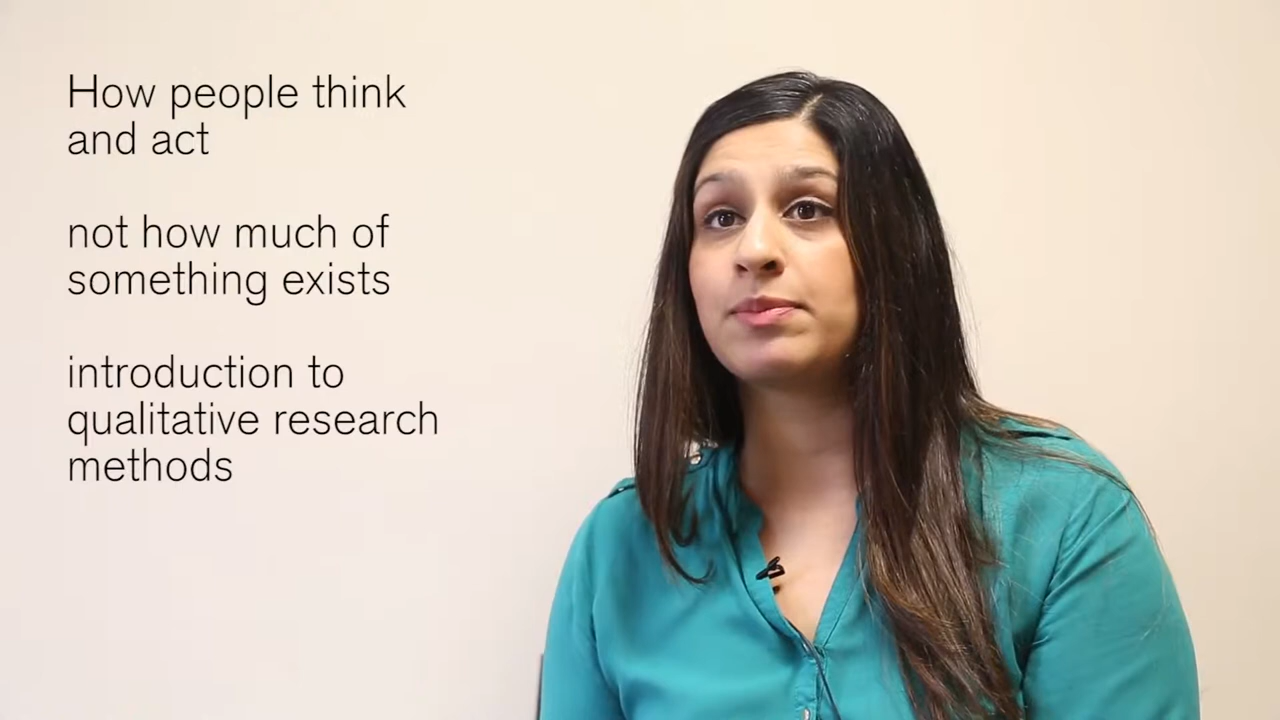 How people think
and act
not how much of
something exists
introduction to
qualitative research
methods